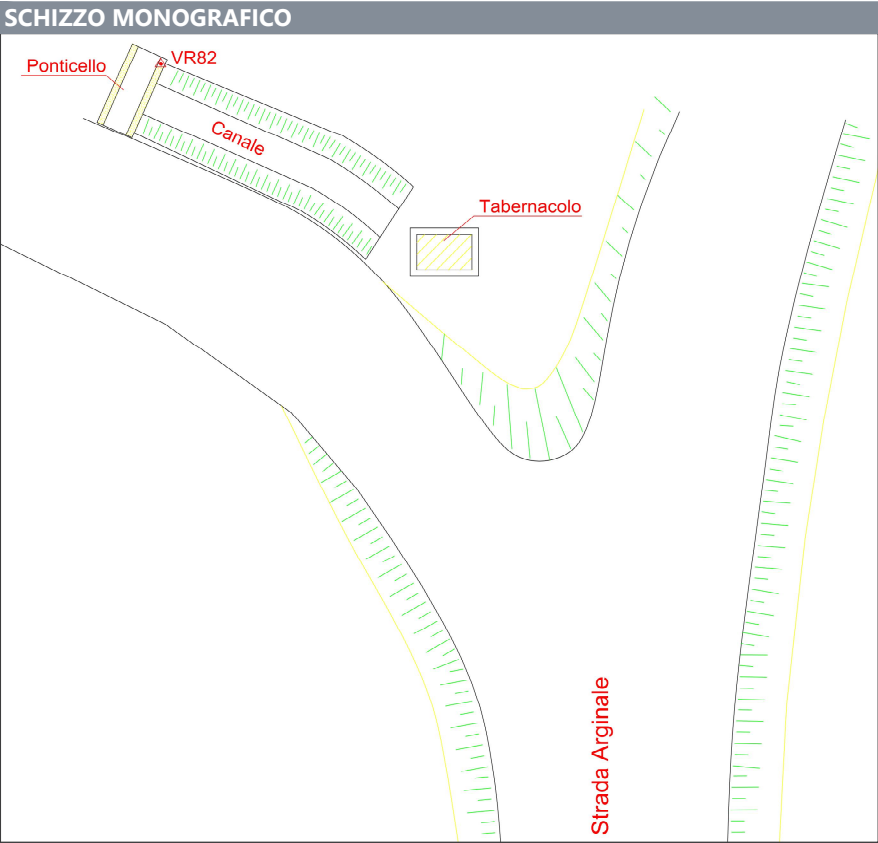 SCHIZZO MONOGRAFICO
VR82
Ponticello
Canale
Tabernacolo
Strada Arginale